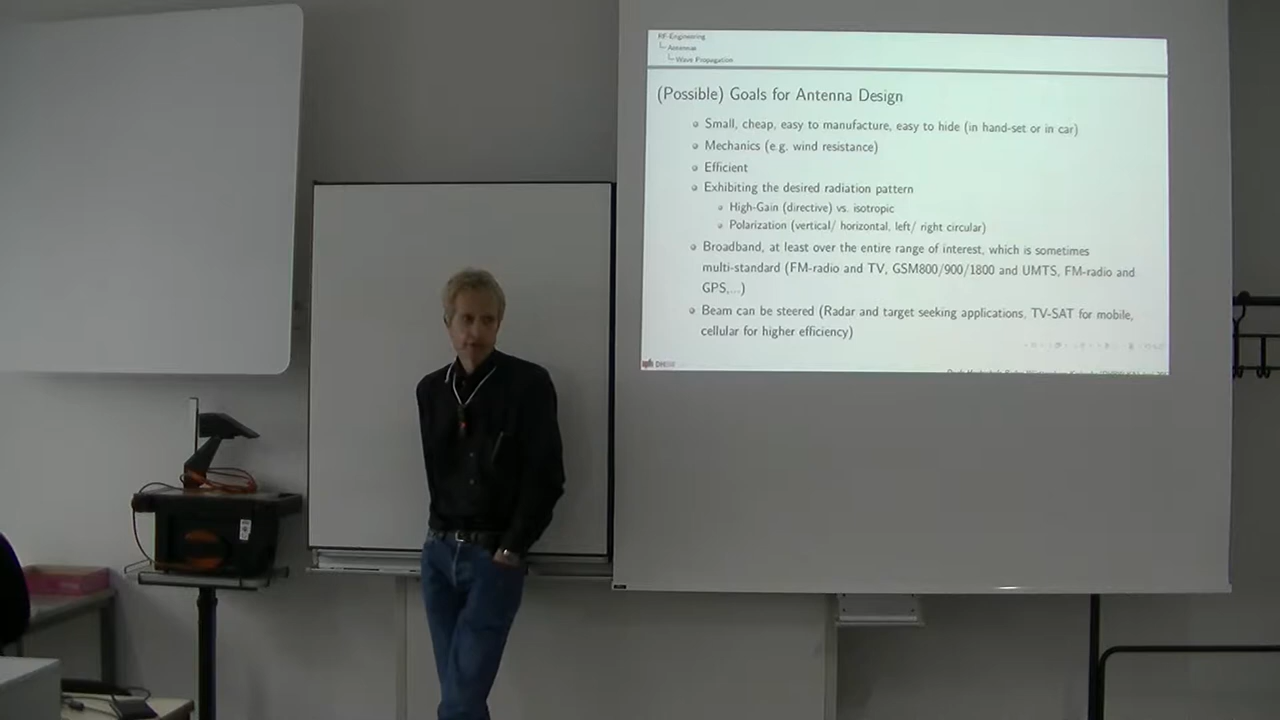 RF-Engineering
Antennas
Wave Propagation
(Possible) Goals for Antenna Design
Small, cheap, easy to manufacture, easy to hide (in hand-set or in car)
Mechanics (e.g. wind resistance)
Efficient
Exhibiting the desired radiation pattern
High-Gain (directive) vs. isotropic
Polarization (vertical/ horizontal, left/ right circular)
Broadband, at least over the entire range of interest, which is sometimes
multi-standard (FM-radio and TV, GSM800/900/1800 and UMTS, FM-radio and
GPS,...)
Beam can be steered (Radar and target seeking applications, TV-SAT for mobile,
cellular for higher efficiency)
DHBW